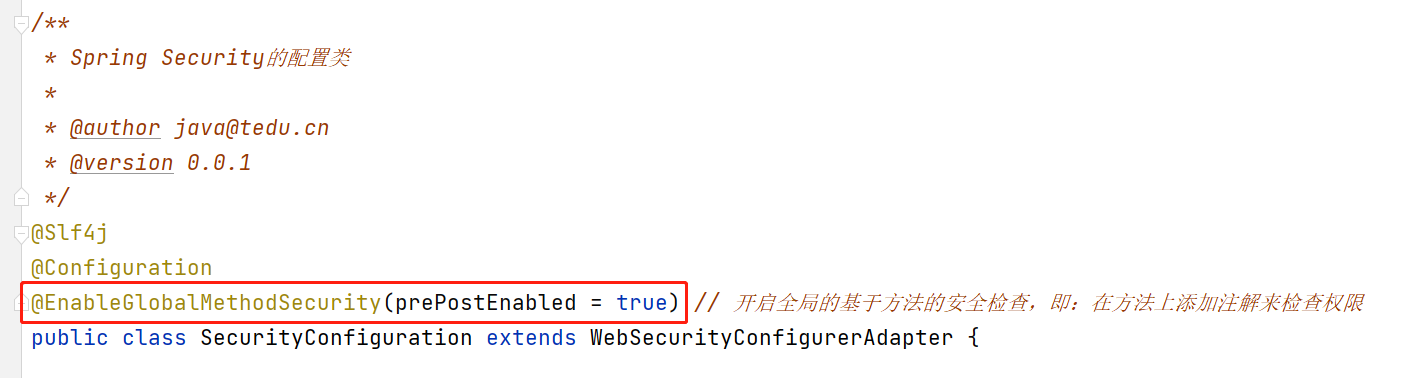 /**
 * Spring Security的配置类
 *
 * @author java@tedu.cn
 * @version 0.0.1
 */
@Slf4j
@Configuration
@EnableGlobalMethodSecurity(prePostEnabled = true) // 开启全局的基于方法的安全检查，即：在方法上添加注解来检查权限
public class SecurityConfiguration extends WebSecurityConfigurerAdapter {